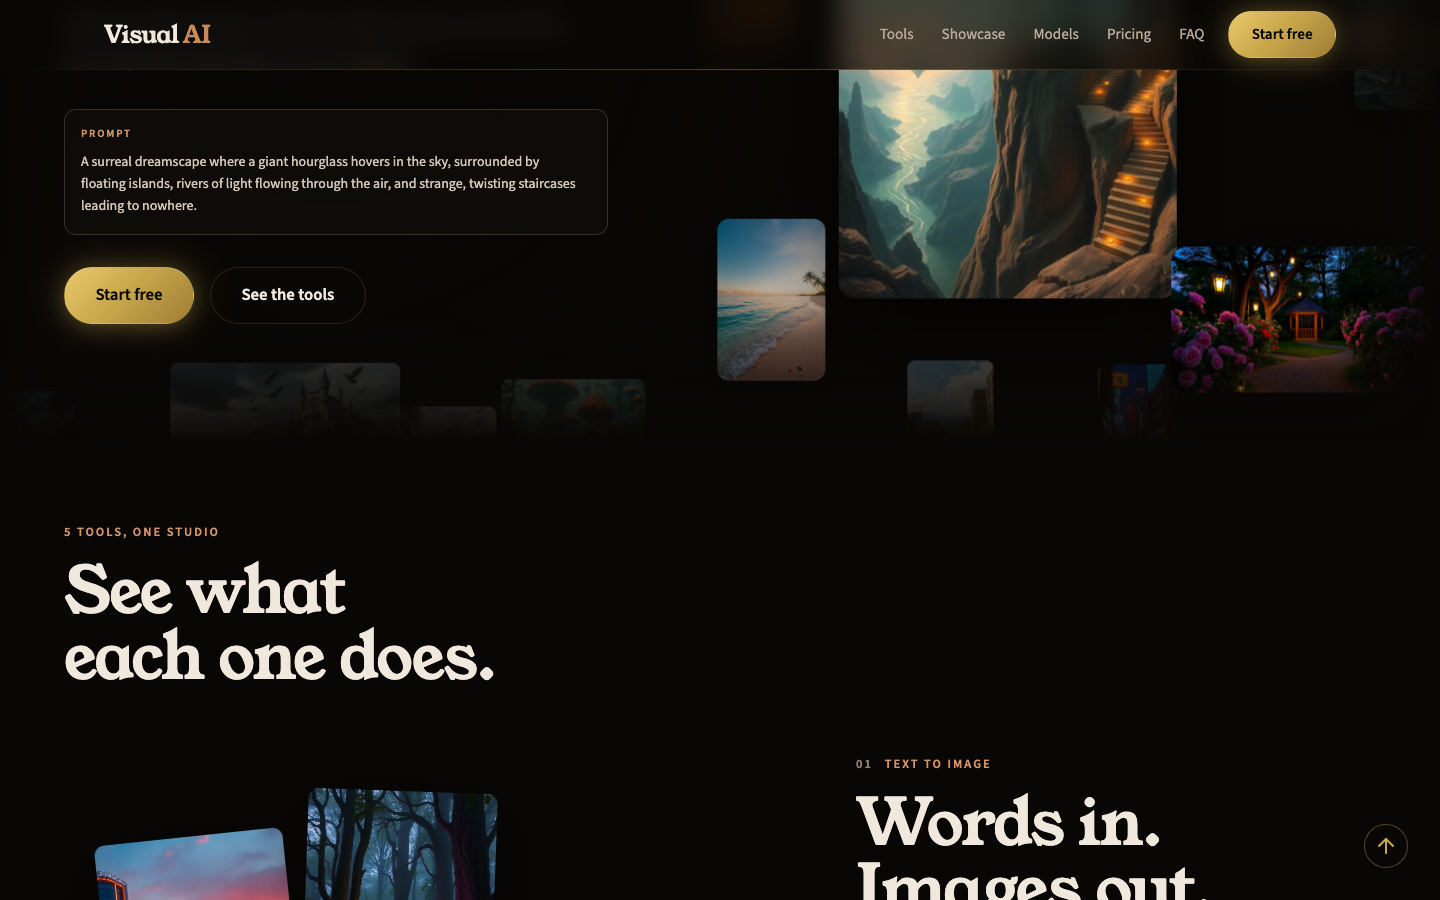 Visual AI
Tools
Showcase
Models
Pricing
FAQ
Start free
PROMPT
A surreal dreamscape where a giant hourglass hovers in the sky, surrounded by
floating islands, rivers of light flowing through the air, and strange, twisting staircases
leading to nowhere.
Start free
See the tools
5 TOOLS, ONE STUDIO
See what
each one does.
01 TEXT TO IMAGE
Words in.
Images out.